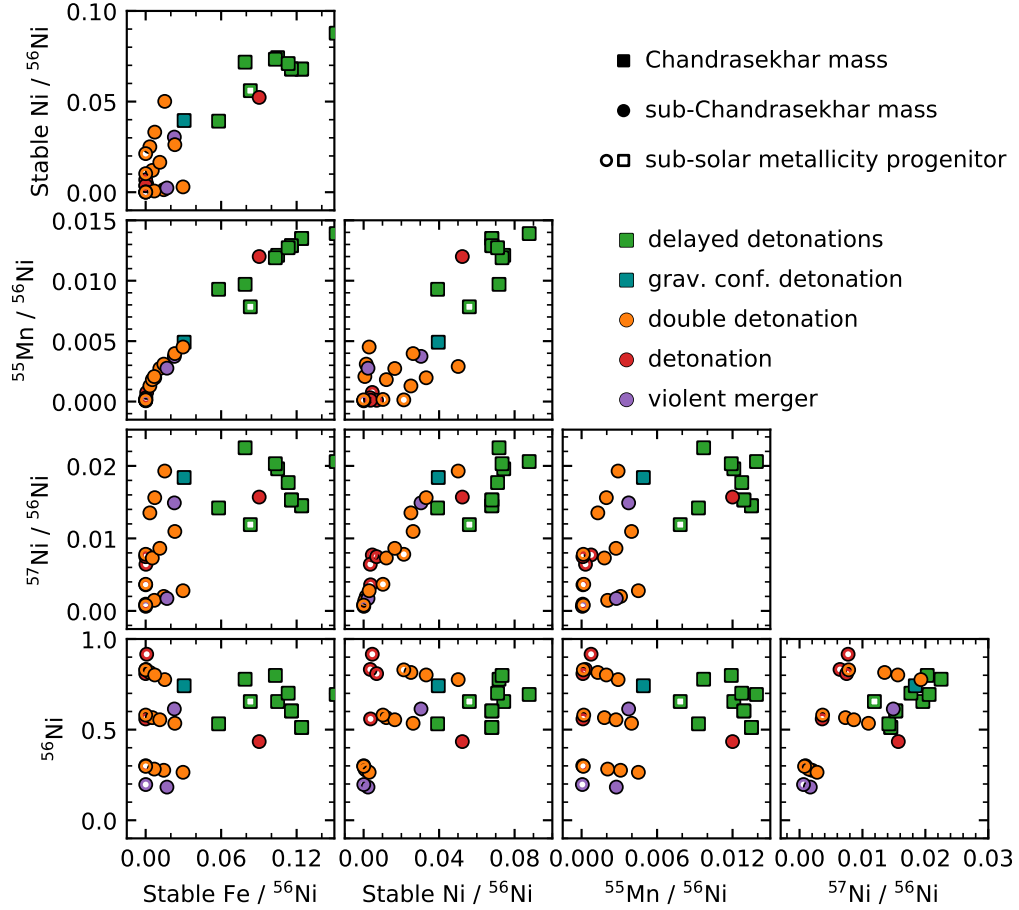 0.10
0.05
0.00
Stable Ni / ⁵⁶Ni
Chandrasekhar mass
sub-Chandrasekhar mass
sub-solar metallicity progenitor
0.015
0.010
0.005
0.000
⁵⁵Mn / ⁵⁶Ni
delayed detonations
grav. conf. detonation
double detonation
detonation
violent merger
0.02
0.01
0.00
⁵⁷Ni / ⁵⁶Ni
1.0
0.5
0.0
⁵⁶Ni
0.00 0.06 0.12
0.00 0.04 0.08
0.000 0.006 0.012
0.00 0.01 0.02 0.03
Stable Fe / ⁵⁶Ni
Stable Ni / ⁵⁶Ni
⁵⁵Mn / ⁵⁶Ni
⁵⁷Ni / ⁵⁶Ni